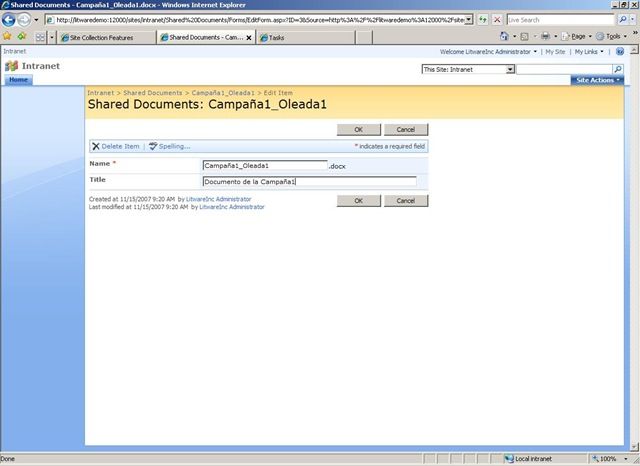 Shared Documents - Campaña1_Oleada1.docx - Windows Internet Explorer
http://litwaredemo:12000/sites/intranet/Shared%20Documents/Forms/EditForm.aspx?ID=3&Source=http%3A%2F%2Flitwaredemo%3A12000%2Fsite
Live Search
Site Collection Features
Shared Documents - Cam...
Tasks
Page
Tools
Intranet
Welcome LitwareInc Administrator
My Site
My Links
Intranet
This Site: Intranet
Home
Site Actions
Intranet > Shared Documents > Campaña1_Oleada1 > Edit Item
Shared Documents: Campaña1_Oleada1
OK
Cancel
Delete Item
Spelling...
* indicates a required field
Name *
Campaña1_Oleada1
.docx
Title
Documento de la Campaña1
Created at 11/15/2007 9:20 AM by LitwareInc Administrator
Last modified at 11/15/2007 9:20 AM by LitwareInc Administrator
OK
Cancel
Done
Local intranet
100%